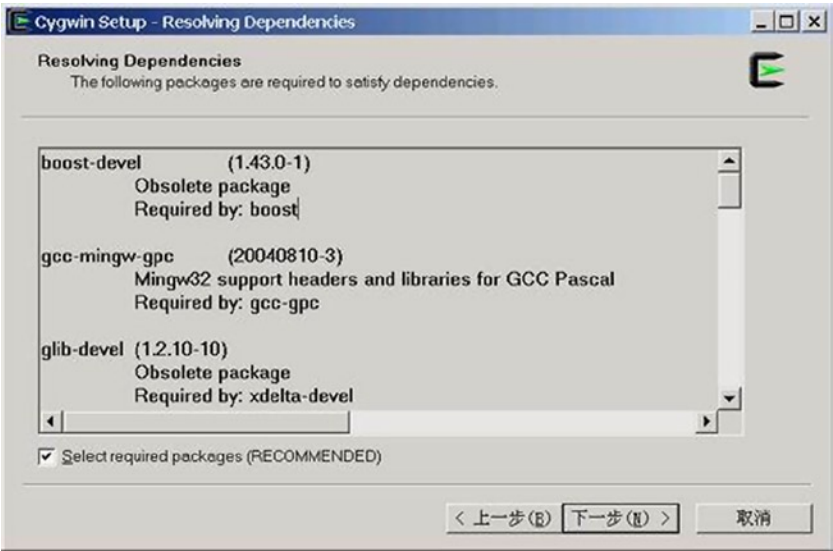 Cygwin Setup - Resolving Dependencies
Resolving Dependencies
The following packages are required to satisfy dependencies.
boost-devel (1.43.0-1)
Obsolete package
Required by: boost
gcc-mingw-gpc (20040810-3)
Mingw32 support headers and libraries for GCC Pascal
Required by: gcc-gpc
glib-devel (1.2.10-10)
Obsolete package
Required by: xdelta-devel
Select required packages (RECOMMENDED)
< 上一步(B) 下一步(N) > 取消